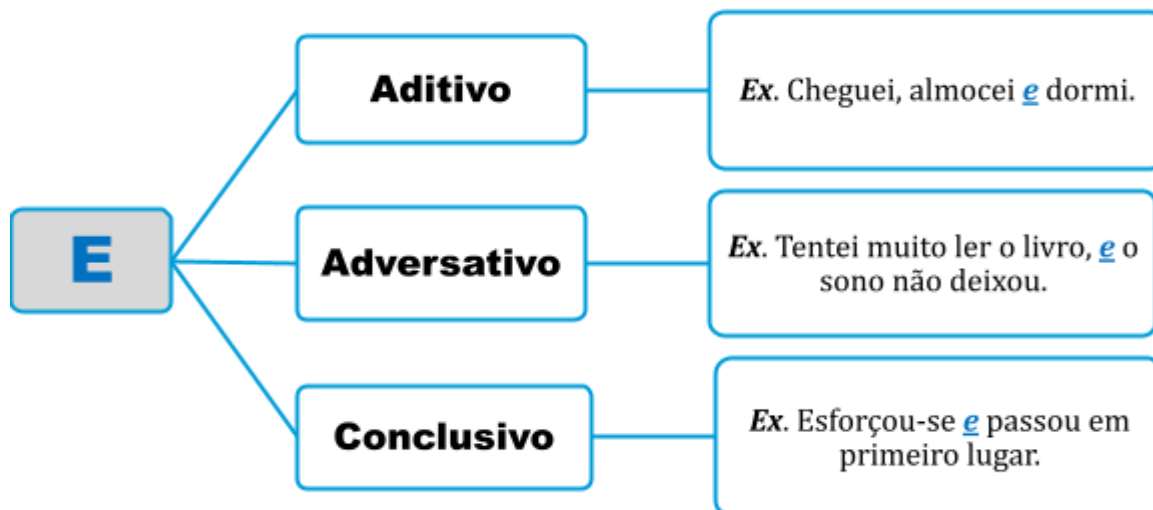 E
Aditivo
Ex. Cheguei, almocei e dormi.
Adversativo
Ex. Tentei muito ler o livro, e o
sono não deixou.
Conclusivo
Ex. Esforçou-se e passou em
primeiro lugar.